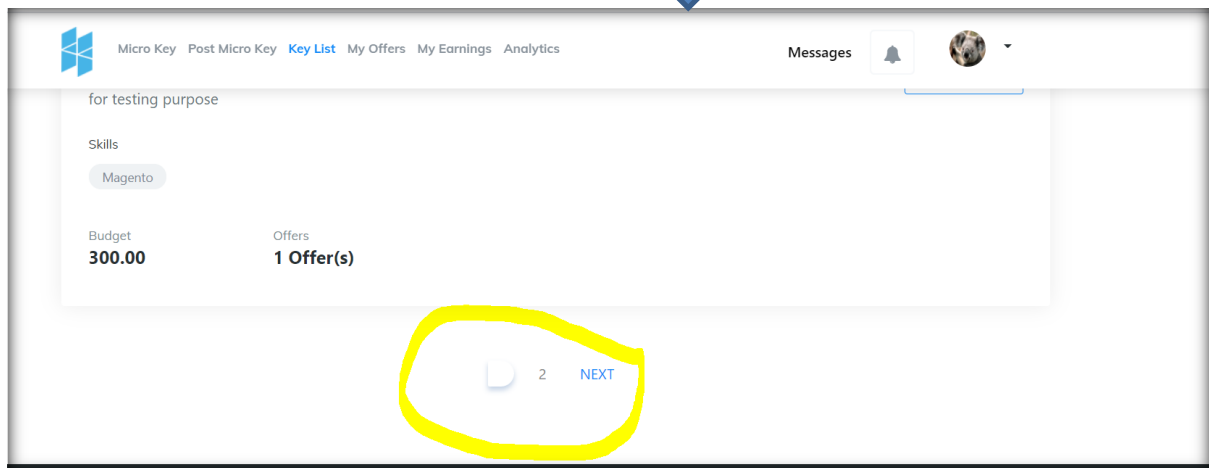 Micro Key Post Micro Key Key List My Offers My Earnings Analytics Messages
for testing purpose
Skills
Magento
Budget Offers
300.00 1 Offer(s)
2 NEXT